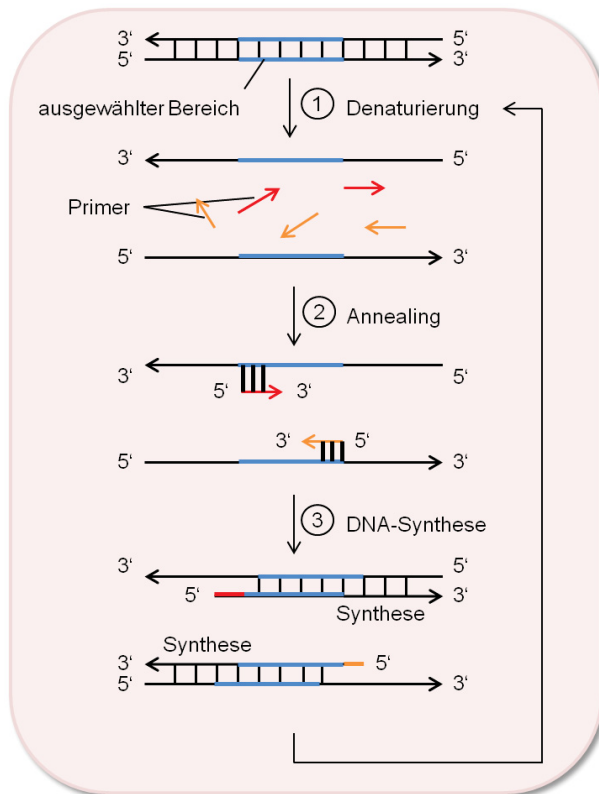 3‘ 5‘
5‘ 3‘
ausgewählter Bereich
1 Denaturierung
3‘ 5‘
Primer
5‘ 3‘
2 Annealing
3‘ 5‘
5‘ 3‘
3‘ 5‘
5‘ 3‘
3 DNA-Synthese
3‘ 5‘
5‘ 3‘
Synthese
Synthese
3‘ 5‘
5‘ 3‘